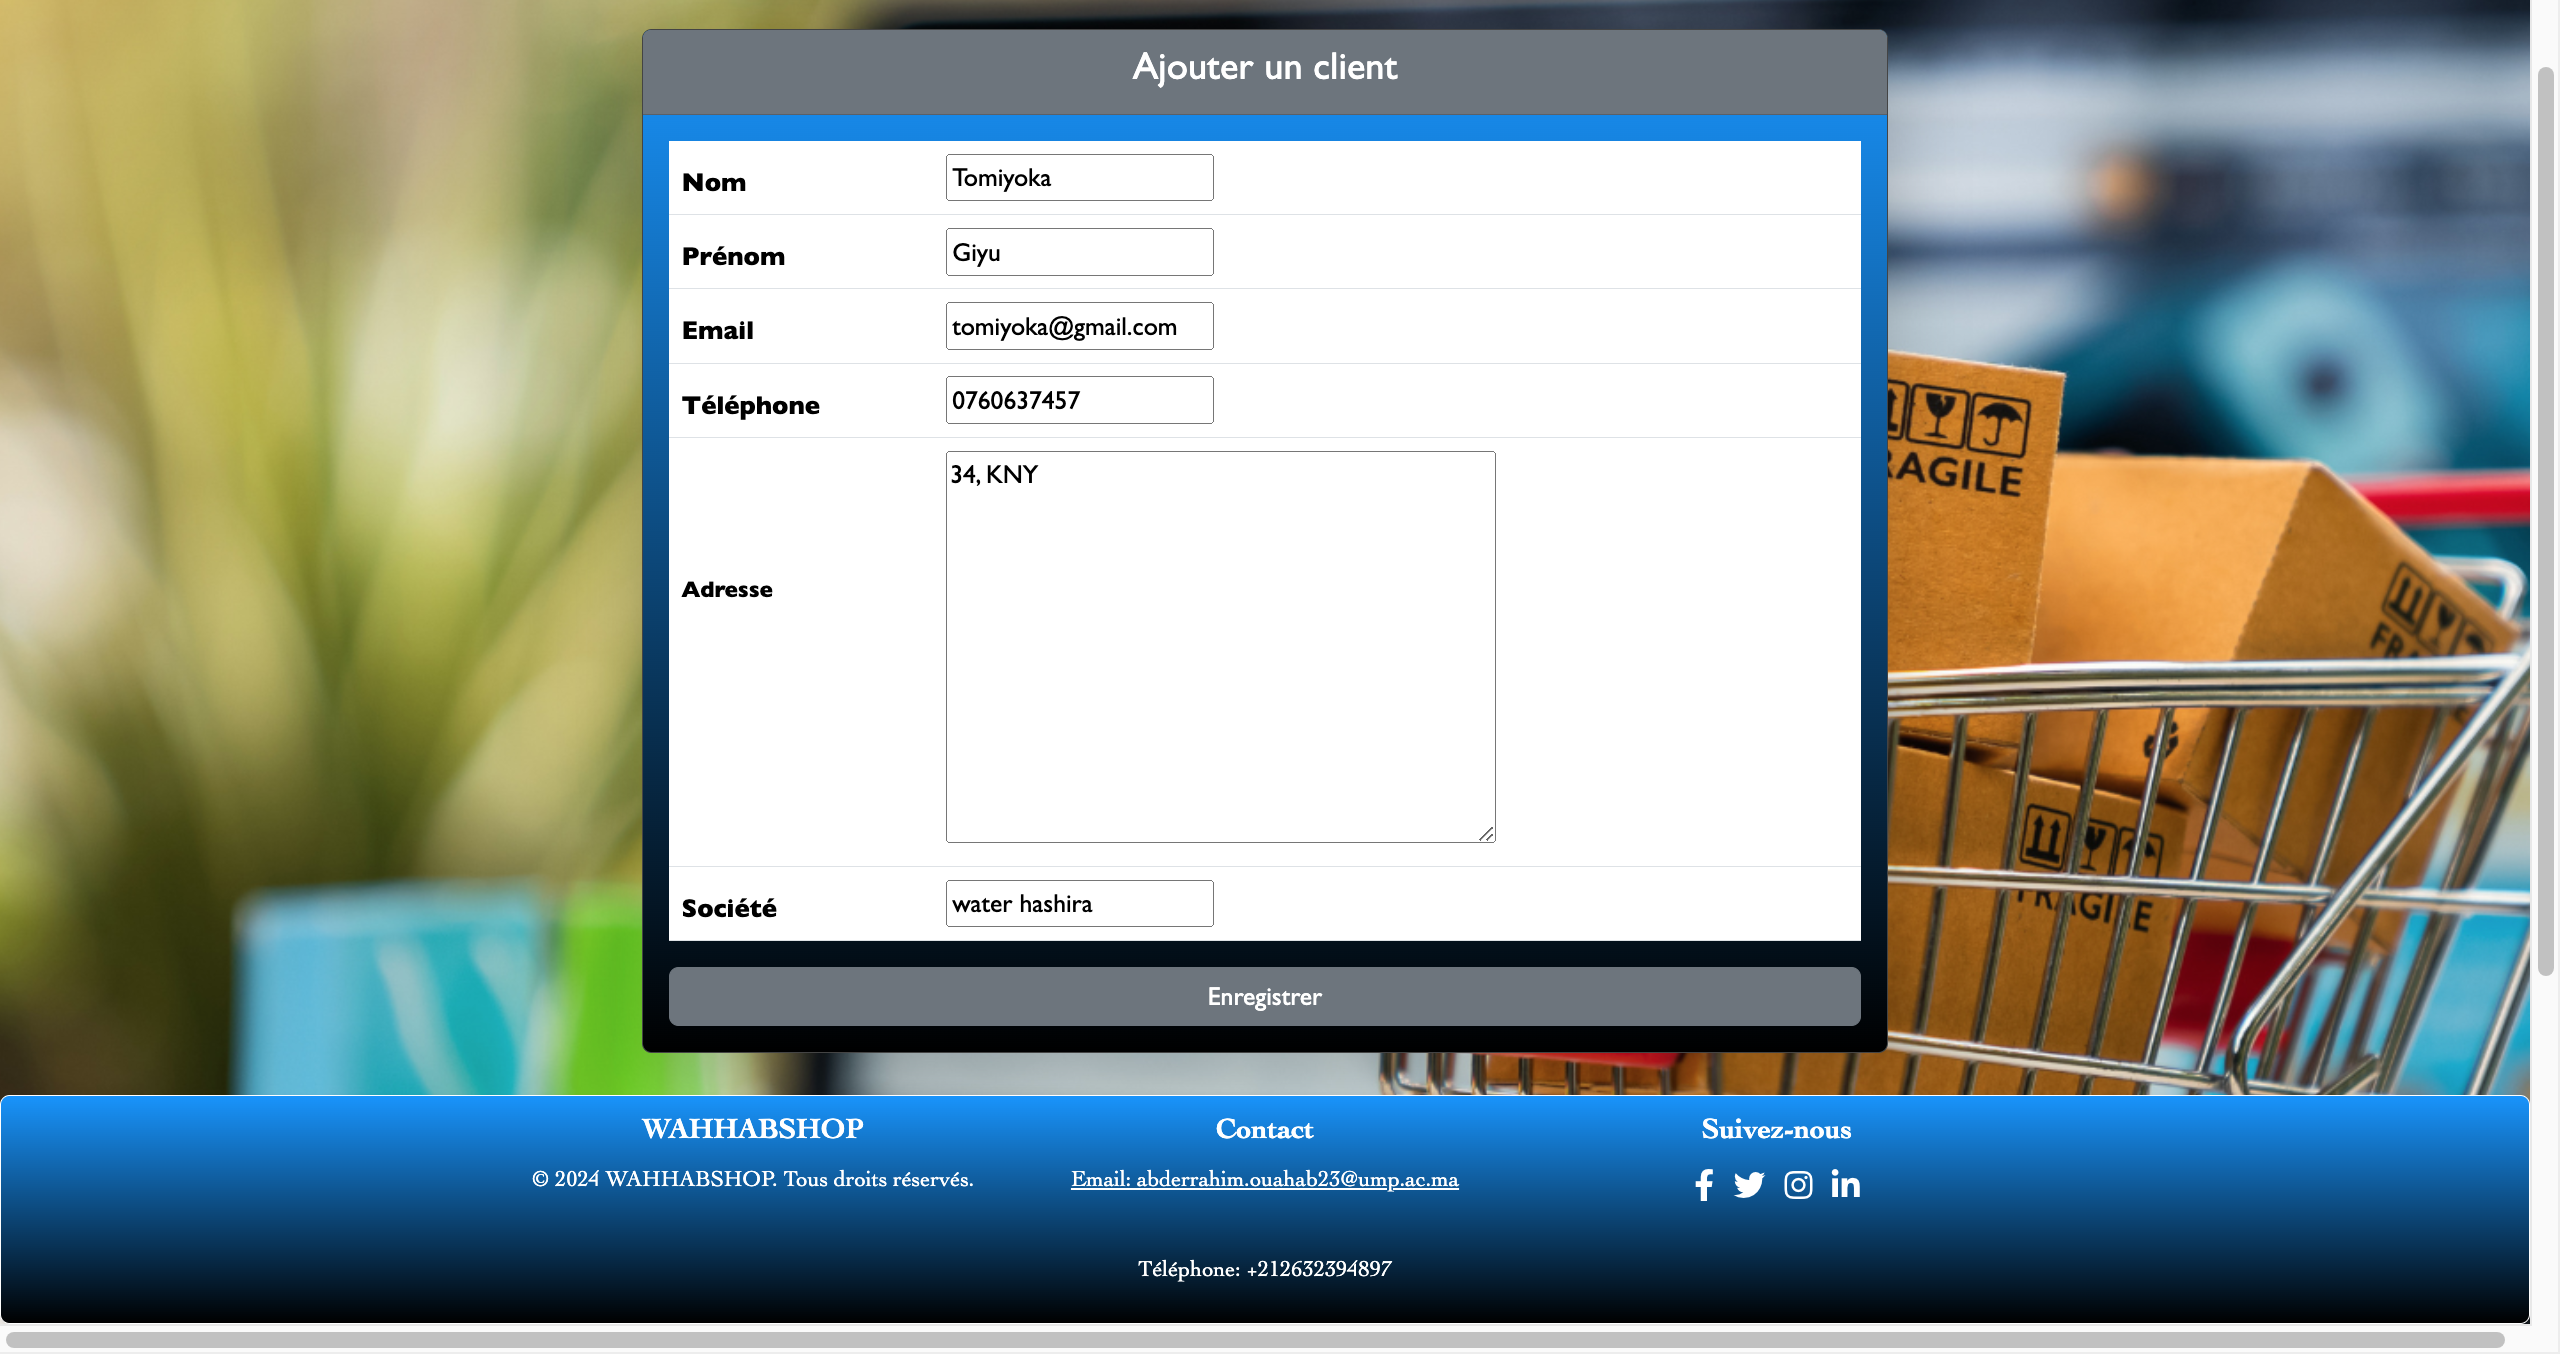 Ajouter un client
Nom Tomiyoka
Prénom Giyu
Email tomiyoka@gmail.com
Téléphone 0760637457
Adresse 34, KNY
Société water hashira
Enregistrer
RAGILE
FRAGILE
WAHHABSHOP
© 2024 WAHHABSHOP. Tous droits réservés.
Contact
Email: abderrahim.ouahab23@ump.ac.ma
Téléphone: +212632394897
Suivez-nous